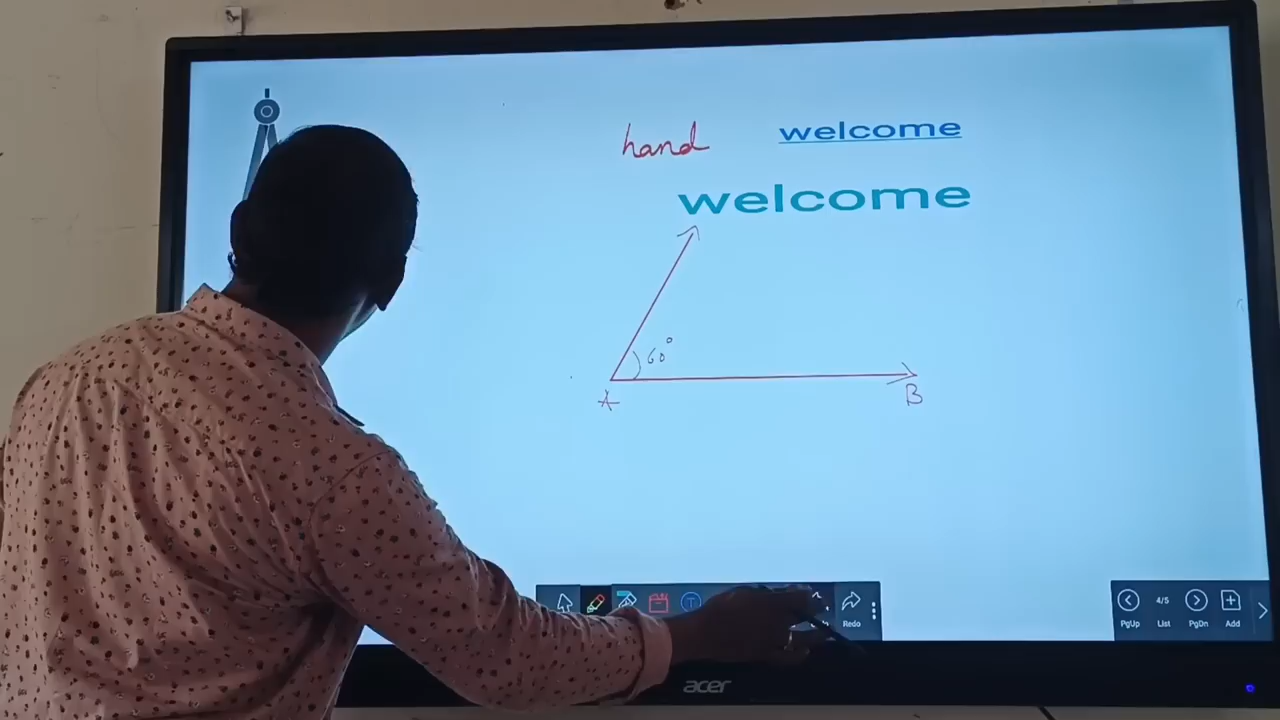 hand
welcome
welcome
60°
A
B
T
Redo
PgUp
4/5
List
PgDn
Add
acer